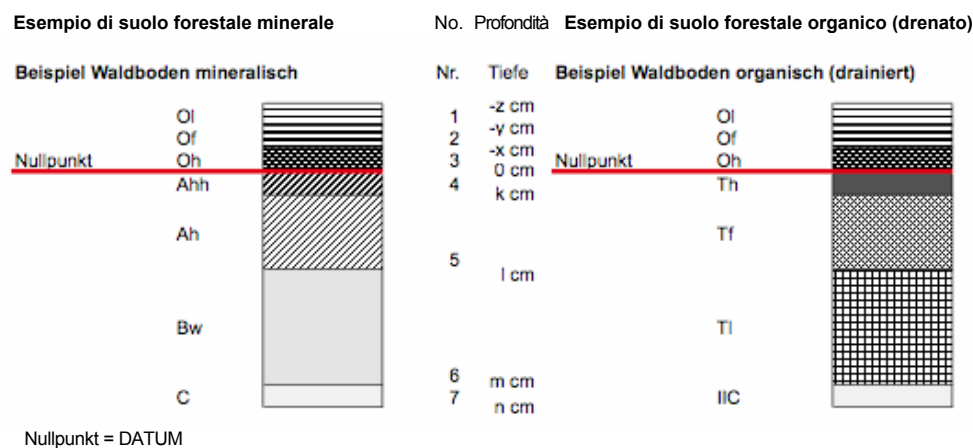 Esempio di suolo forestale minerale No. Profondità Esempio di suolo forestale organico (drenato)
Beispiel Waldboden mineralisch Nr. Tiefe Beispiel Waldboden organisch (drainiert)
-z cm
Ol 1 Ol
-y cm
Of 2 Of
-x cm
Nullpunkt Oh 3 Nullpunkt Oh
0 cm
Ahh 4 Th
k cm
Ah Tf
5
l cm
Bw Tl
6 m cm
C 7 IIC
n cm
Nullpunkt = DATUM